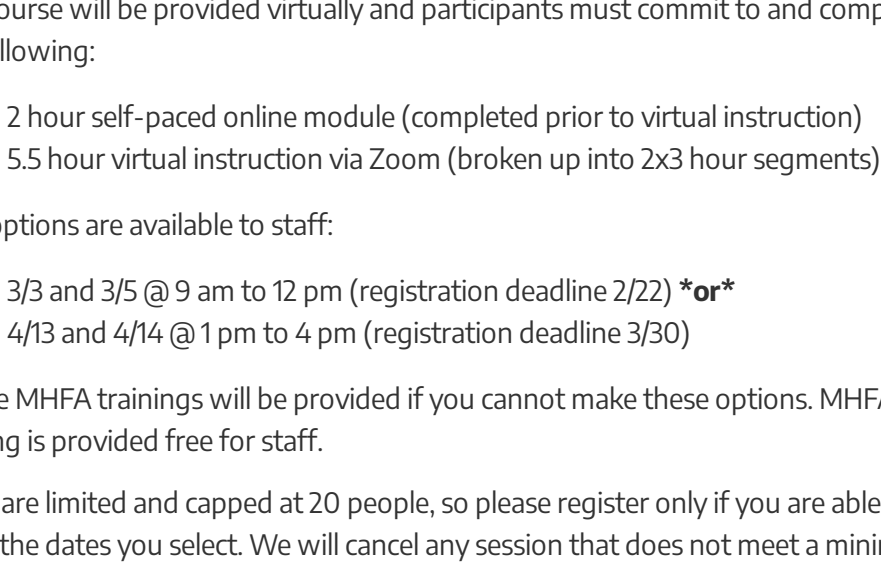 ourse will be provided virtually and participants must commit to and comp
llowing:
2 hour self-paced online module (completed prior to virtual instruction)
5.5 hour virtual instruction via Zoom (broken up into 2x3 hour segments)
ptions are available to staff:
3/3 and 3/5 @ 9 am to 12 pm (registration deadline 2/22) *or*
4/13 and 4/14 @ 1 pm to 4 pm (registration deadline 3/30)
e MHFA trainings will be provided if you cannot make these options. MHFA
ng is provided free for staff.
are limited and capped at 20 people, so please register only if you are able
the dates you select. We will cancel any session that does not meet a mini